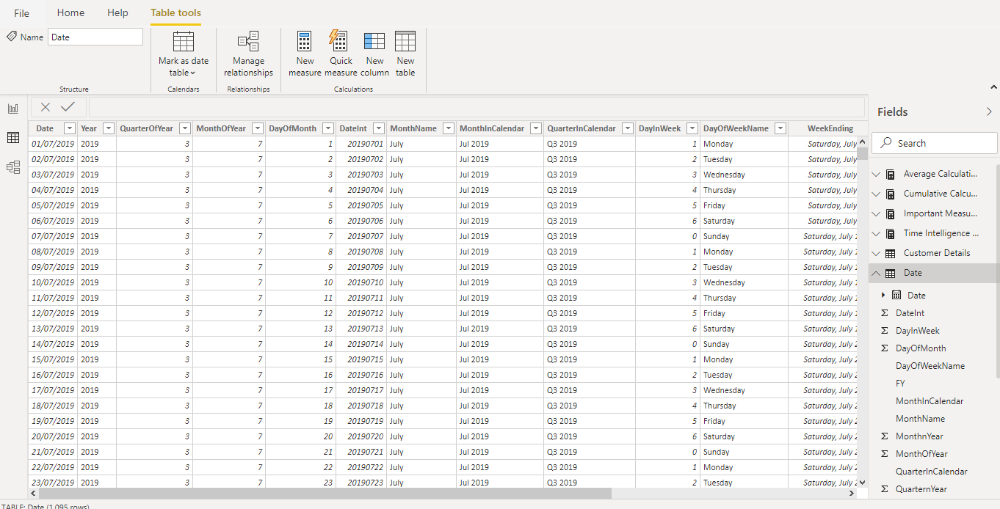 File Home Help Table tools
Name Date
Mark as date table
Manage relationships
New measure
Quick measure
New column
New table
Structure Calendars Relationships Calculations
Fields
Search
Date Year QuarterOfYear MonthOfYear DayOfMonth DateInt MonthName MonthInCalendar QuarterInCalendar DayInWeek DayOfWeekName WeekEnding
01/07/2019 2019 3 7 1 20190701 July Jul 2019 Q3 2019 1 Monday Saturday, July
02/07/2019 2019 3 7 2 20190702 July Jul 2019 Q3 2019 2 Tuesday Saturday, July
03/07/2019 2019 3 7 3 20190703 July Jul 2019 Q3 2019 3 Wednesday Saturday, July
04/07/2019 2019 3 7 4 20190704 July Jul 2019 Q3 2019 4 Thursday Saturday, July
05/07/2019 2019 3 7 5 20190705 July Jul 2019 Q3 2019 5 Friday Saturday, July
06/07/2019 2019 3 7 6 20190706 July Jul 2019 Q3 2019 6 Saturday Saturday, July
07/07/2019 2019 3 7 7 20190707 July Jul 2019 Q3 2019 0 Sunday Saturday, July 1
08/07/2019 2019 3 7 8 20190708 July Jul 2019 Q3 2019 1 Monday Saturday, July 1
09/07/2019 2019 3 7 9 20190709 July Jul 2019 Q3 2019 2 Tuesday Saturday, July 1
10/07/2019 2019 3 7 10 20190710 July Jul 2019 Q3 2019 3 Wednesday Saturday, July 1
11/07/2019 2019 3 7 11 20190711 July Jul 2019 Q3 2019 4 Thursday Saturday, July 1
12/07/2019 2019 3 7 12 20190712 July Jul 2019 Q3 2019 5 Friday Saturday, July 1
13/07/2019 2019 3 7 13 20190713 July Jul 2019 Q3 2019 6 Saturday Saturday, July 1
14/07/2019 2019 3 7 14 20190714 July Jul 2019 Q3 2019 0 Sunday Saturday, July 2
15/07/2019 2019 3 7 15 20190715 July Jul 2019 Q3 2019 1 Monday Saturday, July 2
16/07/2019 2019 3 7 16 20190716 July Jul 2019 Q3 2019 2 Tuesday Saturday, July 2
17/07/2019 2019 3 7 17 20190717 July Jul 2019 Q3 2019 3 Wednesday Saturday, July 2
18/07/2019 2019 3 7 18 20190718 July Jul 2019 Q3 2019 4 Thursday Saturday, July 2
19/07/2019 2019 3 7 19 20190719 July Jul 2019 Q3 2019 5 Friday Saturday, July 2
20/07/2019 2019 3 7 20 20190720 July Jul 2019 Q3 2019 6 Saturday Saturday, July 2
21/07/2019 2019 3 7 21 20190721 July Jul 2019 Q3 2019 0 Sunday Saturday, July 2
22/07/2019 2019 3 7 22 20190722 July Jul 2019 Q3 2019 1 Monday Saturday, July 2
23/07/2019 2019 3 7 23 20190723 July Jul 2019 Q3 2019 2 Tuesday Saturday, July 2
Average Calculati...
Cumulative Calcu...
Important Measu...
Time Intelligence ...
Customer Details
Date
Date
DateInt
DayInWeek
DayOfMonth
DayOfWeekName
FY
MonthInCalendar
MonthName
MonthnYear
MonthOfYear
QuarterInCalendar
QuarternYear
TABLE: Date (1,095 rows)